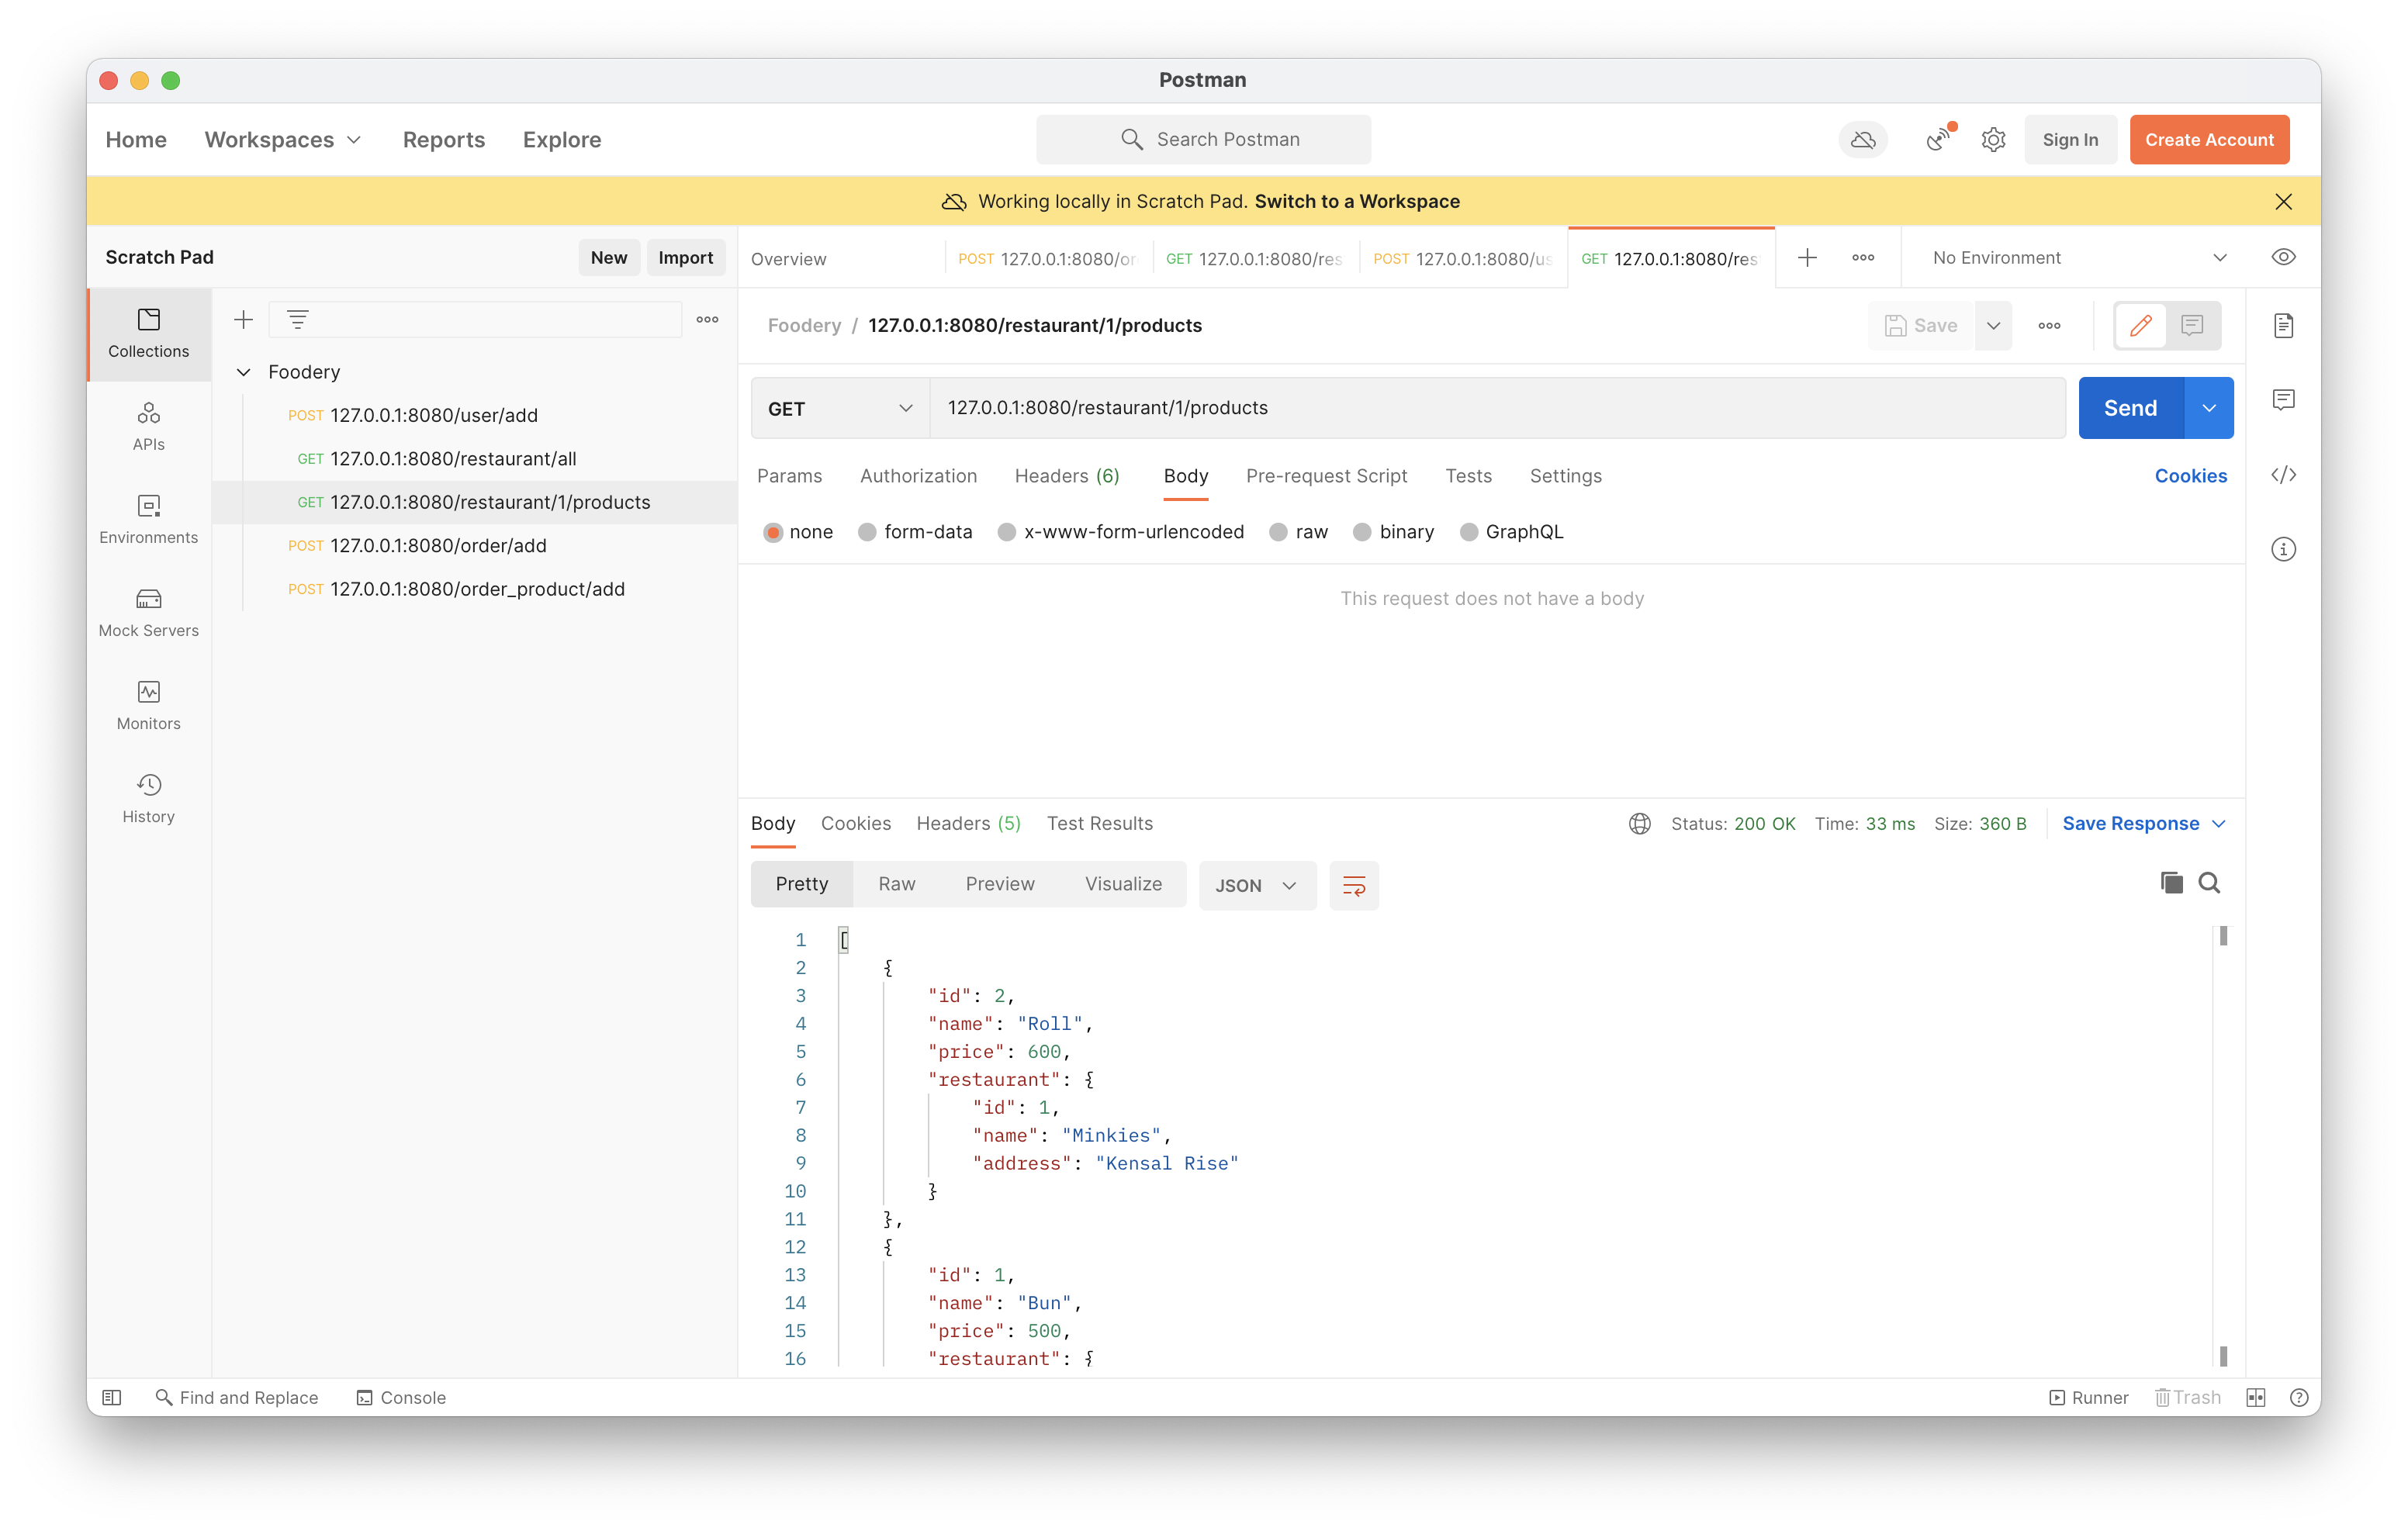 Postman
Home Workspaces Reports Explore Search Postman Sign In Create Account
Working locally in Scratch Pad. Switch to a Workspace
Scratch Pad New Import
Overview POST 127.0.0.1:8080/or GET 127.0.0.1:8080/res POST 127.0.0.1:8080/us GET 127.0.0.1:8080/res No Environment
Collections
APIs
Environments
Mock Servers
Monitors
History
Foodery
POST 127.0.0.1:8080/user/add
GET 127.0.0.1:8080/restaurant/all
GET 127.0.0.1:8080/restaurant/1/products
POST 127.0.0.1:8080/order/add
POST 127.0.0.1:8080/order_product/add
Foodery / 127.0.0.1:8080/restaurant/1/products Save
GET 127.0.0.1:8080/restaurant/1/products Send
Params Authorization Headers (6) Body Pre-request Script Tests Settings Cookies
none form-data x-www-form-urlencoded raw binary GraphQL
This request does not have a body
Body Cookies Headers (5) Test Results Status: 200 OK Time: 33 ms Size: 360 B Save Response
Pretty Raw Preview Visualize JSON
1 [
2 {
3 "id": 2,
4 "name": "Roll",
5 "price": 600,
6 "restaurant": {
7 "id": 1,
8 "name": "Minkies",
9 "address": "Kensal Rise"
10 }
11 },
12 {
13 "id": 1,
14 "name": "Bun",
15 "price": 500,
16 "restaurant": {
Find and Replace Console Runner Trash